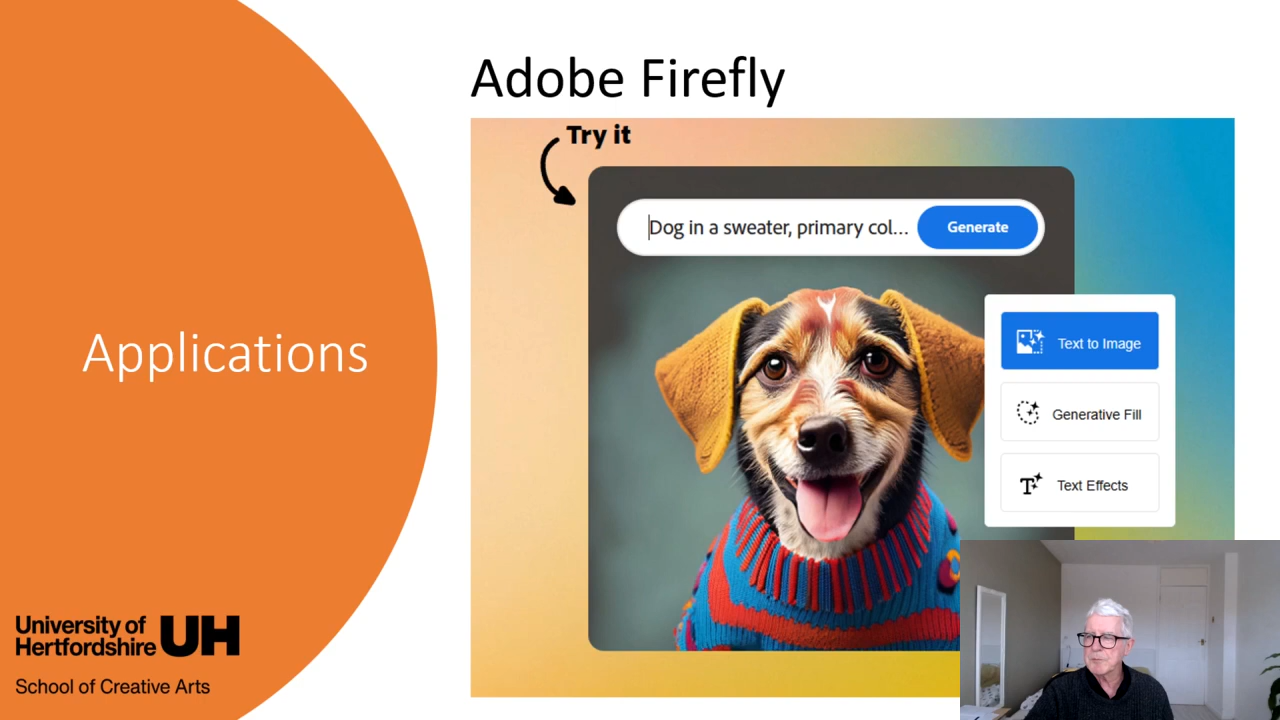 Adobe Firefly
Try it
Dog in a sweater, primary col...
Generate
Text to Image
Generative Fill
Text Effects
Applications
University of
Hertfordshire UH
School of Creative Arts